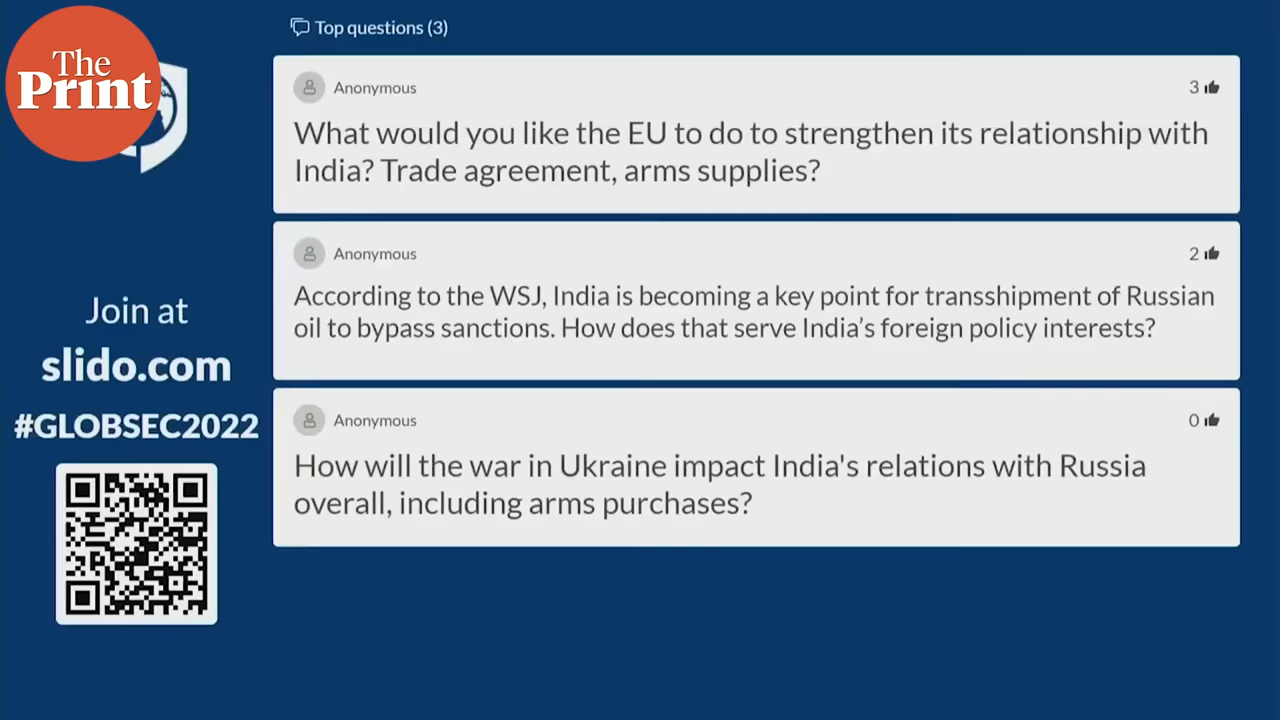 The
Print
Top questions (3)
Anonymous
3
What would you like the EU to do to strengthen its relationship with
India? Trade agreement, arms supplies?
Anonymous
2
According to the WSJ, India is becoming a key point for transshipment of Russian
oil to bypass sanctions. How does that serve India’s foreign policy interests?
Anonymous
0
How will the war in Ukraine impact India's relations with Russia
overall, including arms purchases?
Join at
slido.com
#GLOBSEC2022